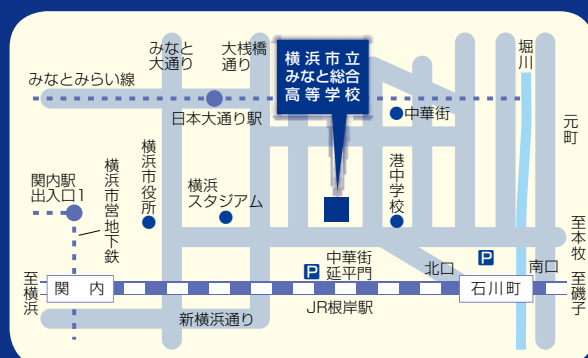 みなと
大通り
大桟橋
通り
横浜市立
みなと総合
高等学校
堀川
みなとみらい線
日本大通り駅
中華街
元町
関内駅
出入口1
横浜市営地下鉄
横浜市役所
横浜
スタジアム
港中学校
至本牧
P
中華街
延平門
北口
P
南口
至横浜
関内
石川町
至磯子
JR根岸駅
新横浜通り